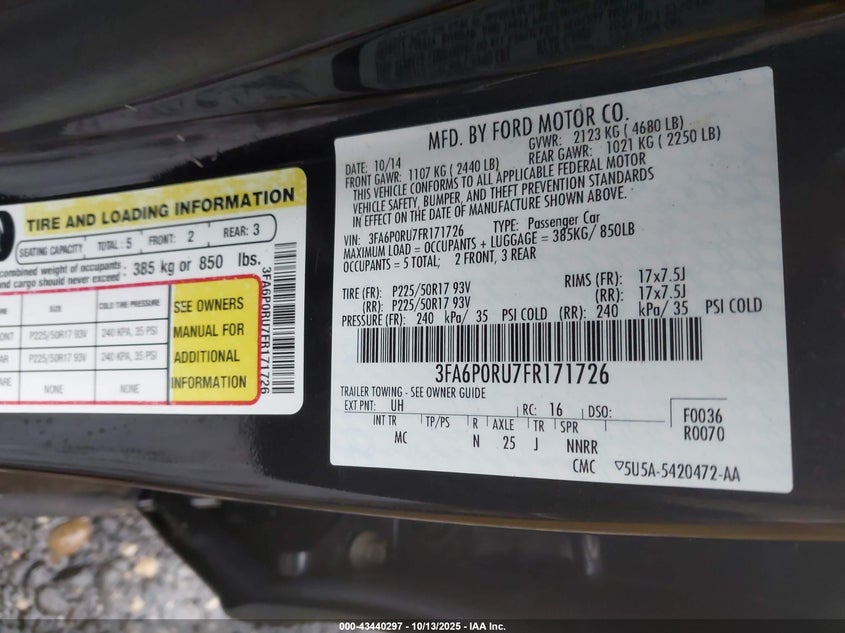 TIRE AND LOADING INFORMATION
SEATING CAPACITY TOTAL: 5 FRONT: 2 REAR: 3
combined weight of occupants
and cargo should never exceed: 385 kg or 850 lbs.
SIZE COLD TIRE PRESSURE
P225/50R17 93V 240 KPA, 35 PSI
P225/50R17 93V 240 KPA, 35 PSI
NONE NONE
SEE OWNERS
MANUAL FOR
ADDITIONAL
INFORMATION
3FA6P0RU7FR171726
MFD. BY FORD MOTOR CO.
DATE: 10/14 GVWR: 2123 KG ( 4680 LB)
FRONT GAWR: 1107 KG ( 2440 LB) REAR GAWR: 1021 KG ( 2250 LB)
THIS VEHICLE CONFORMS TO ALL APPLICABLE FEDERAL MOTOR
VEHICLE SAFETY, BUMPER, AND THEFT PREVENTION STANDARDS
IN EFFECT ON THE DATE OF MANUFACTURE SHOWN ABOVE.
VIN: 3FA6P0RU7FR171726 TYPE: Passenger Car
MAXIMUM LOAD = OCCUPANTS + LUGGAGE = 385KG/ 850LB
OCCUPANTS = 5 TOTAL; 2 FRONT, 3 REAR
TIRE (FR): P225/50R17 93V RIMS (FR): 17x7.5J
(RR): P225/50R17 93V (RR): 17x7.5J
PRESSURE (FR): 240 kPa/ 35 PSI COLD (RR): 240 kPa/ 35 PSI COLD
3FA6P0RU7FR171726
TRAILER TOWING - SEE OWNER GUIDE
EXT PNT: UH RC: 16 DSO: F0036
R0070
INT TR TP/PS R AXLE TR SPR
MC N 25 J NNRR
CMC ▽5U5A-5420472-AA
000-43440297 - 10/13/2025 - IAA Inc.